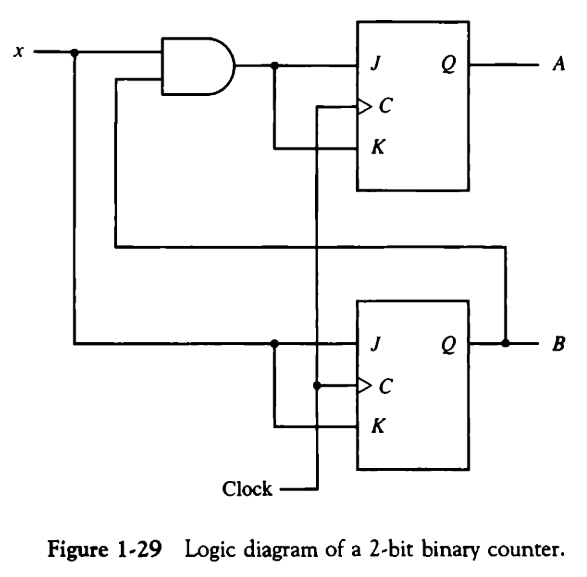 x
J
Q
A
C
K
J
Q
B
C
K
Clock
Figure 1-29 Logic diagram of a 2-bit binary counter.